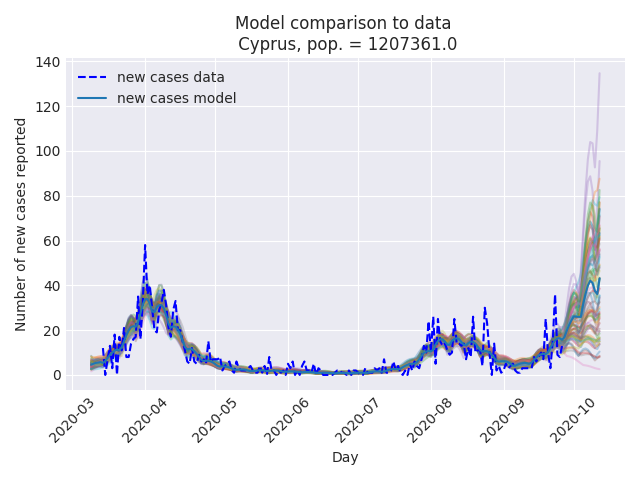 Model comparison to data
Cyprus, pop. = 1207361.0
new cases data
new cases model
Number of new cases reported
140
120
100
80
60
40
20
0
2020-03
2020-04
2020-05
2020-06
2020-07
2020-08
2020-09
2020-10
Day